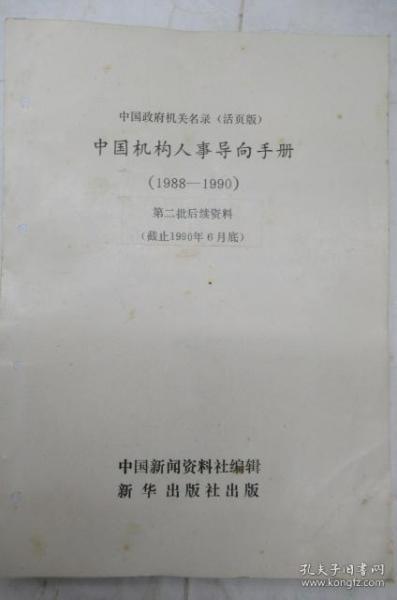 中国政府机关名录（活页版）
中国机构人事导向手册
（1988—1990）
第二批后续资料
（截止1990年6月底）
中国新闻资料社编辑
新华出版社出版
孔夫子旧书网
www.kongfz.com